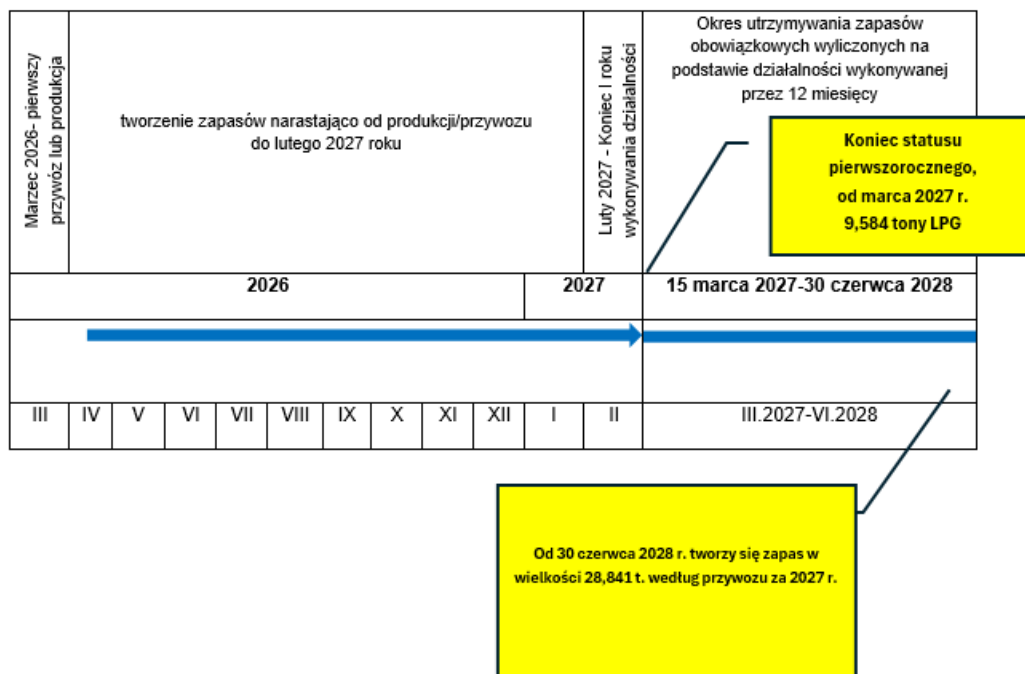 Marzec 2026- pierwszy
przywóz lub produkcja
tworzenie zapasów narastająco od produkcji/przywozu
do lutego 2027 roku
Luty 2027 - Koniec I roku
wykonywania działalności
Okres utrzymywania zapasów
obowiązkowych wyliczonych na
podstawie działalności wykonywanej
przez 12 miesięcy
Koniec statusu
pierwszorocznego,
od marca 2027 r.
9,584 tony LPG
2026
2027
15 marca 2027-30 czerwca 2028
III
IV
V
VI
VII
VIII
IX
X
XI
XII
I
II
III.2027-VI.2028
Od 30 czerwca 2028 r. tworzy się zapas w
wielkości 28,841 t. według przywozu za 2027 r.